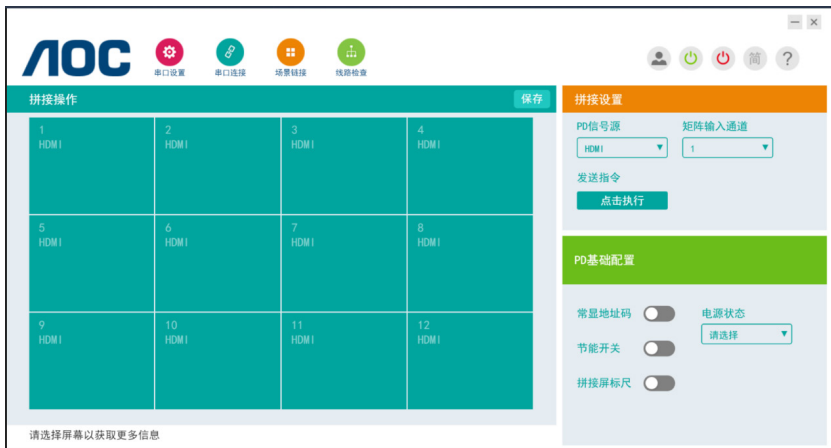 AOC
串口设置 串口连接 场景链接 线路检查
简 ?
拼接操作 保存
1 2 3 4
HDMI HDMI HDMI HDMI
5 6 7 8
HDMI HDMI HDMI HDMI
9 10 11 12
HDMI HDMI HDMI HDMI
请选择屏幕以获取更多信息
拼接设置
PD信号源 矩阵输入通道
HDMI 1
发送指令
点击执行
PD基础配置
常显地址码 电源状态
请选择
节能开关
拼接屏标尺